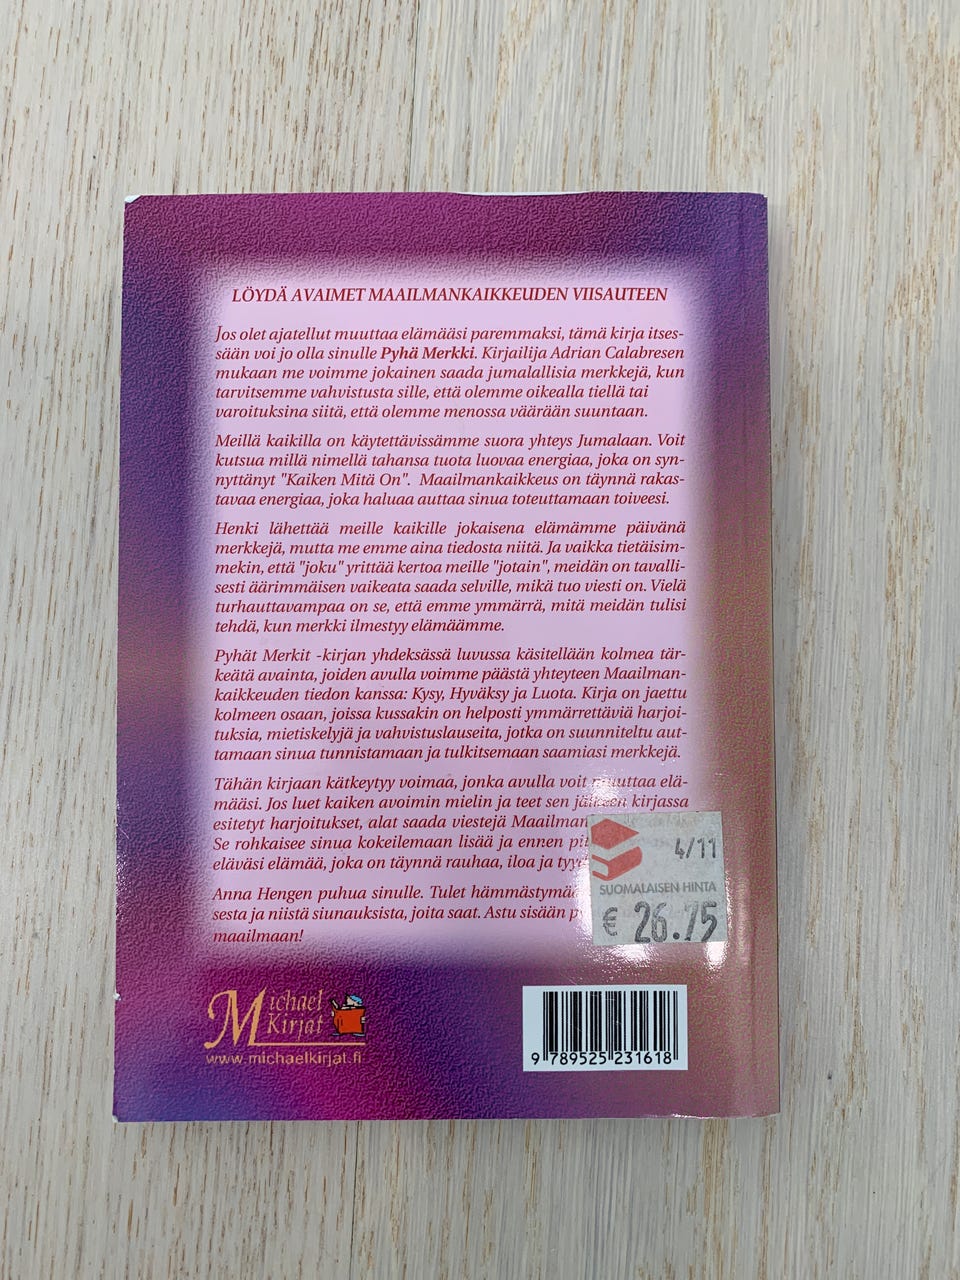 LÖYDÄ AVAIMET MAAILMANKAIKKEUDEN VIISAUTEEN
Jos olet ajatellut muuttaa elämääsi paremmaksi, tämä kirja itses-
sään voi jo olla sinulle Pyhä Merkki. Kirjailija Adrian Calabresen
mukaan me voimme jokainen saada jumalallisia merkkejä, kun
tarvitsemme vahvistusta sille, että olemme oikealla tiellä tai
varoituksina siitä, että olemme menossa väärään suuntaan.
Meillä kaikilla on käytettävissämme suora yhteys Jumalaan. Voit
kutsua millä nimellä tahansa tuota luovaa energiaa, joka on syn-
nyttänyt "Kaiken Mitä On". Maailmankaikkeus on täynnä rakas-
tavaa energiaa, joka haluaa auttaa sinua toteuttamaan toiveesi.
Henki lähettää meille kaikille jokaisena elämämme päivänä
merkkejä, mutta me emme aina tiedosta niitä. Ja vaikka tietäisim-
mekin, että "joku" yrittää kertoa meille "jotain", meidän on tavalli-
sesti äärimmäisen vaikeata saada selville, mikä tuo viesti on. Vielä
turhauttavampaa on se, että emme ymmärrä, mitä meidän tulisi
tehdä, kun merkki ilmestyy elämäämme.
Pyhät Merkit -kirjan yhdeksässä luvussa käsitellään kolmea tär-
keätä avainta, joiden avulla voimme päästä yhteyteen Maailman-
kaikkeuden tiedon kanssa: Kysy, Hyväksy ja Luota. Kirja on jaettu
kolmeen osaan, joissa kussakin on helposti ymmärrettäviä harjoi-
tuksia, mietiskelyjä ja vahvistuslauseita, jotka on suunniteltu aut-
tamaan sinua tunnistamaan ja tulkitsemaan saamiasi merkkejä.
Tähän kirjaan kätkeytyy voimaa, jonka avulla voit muuttaa elä-
määsi. Jos luet kaiken avoimin mielin ja teet sen jälkeen kirjassa
esitetyt harjoitukset, alat saada viestejä Maailman
Se rohkaisee sinua kokeilemaan lisää ja ennen pi
eläväsi elämää, joka on täynnä rauhaa, iloa ja tyy
Anna Hengen puhua sinulle. Tulet hämmästymä
sesta ja niistä siunauksista, joita saat. Astu sisään p
maailmaan!
4/11
SUOMALAISEN HINTA
€ 26.75
Michael
Kirjat
www.michaelkirjat.fi
9 789525 231618